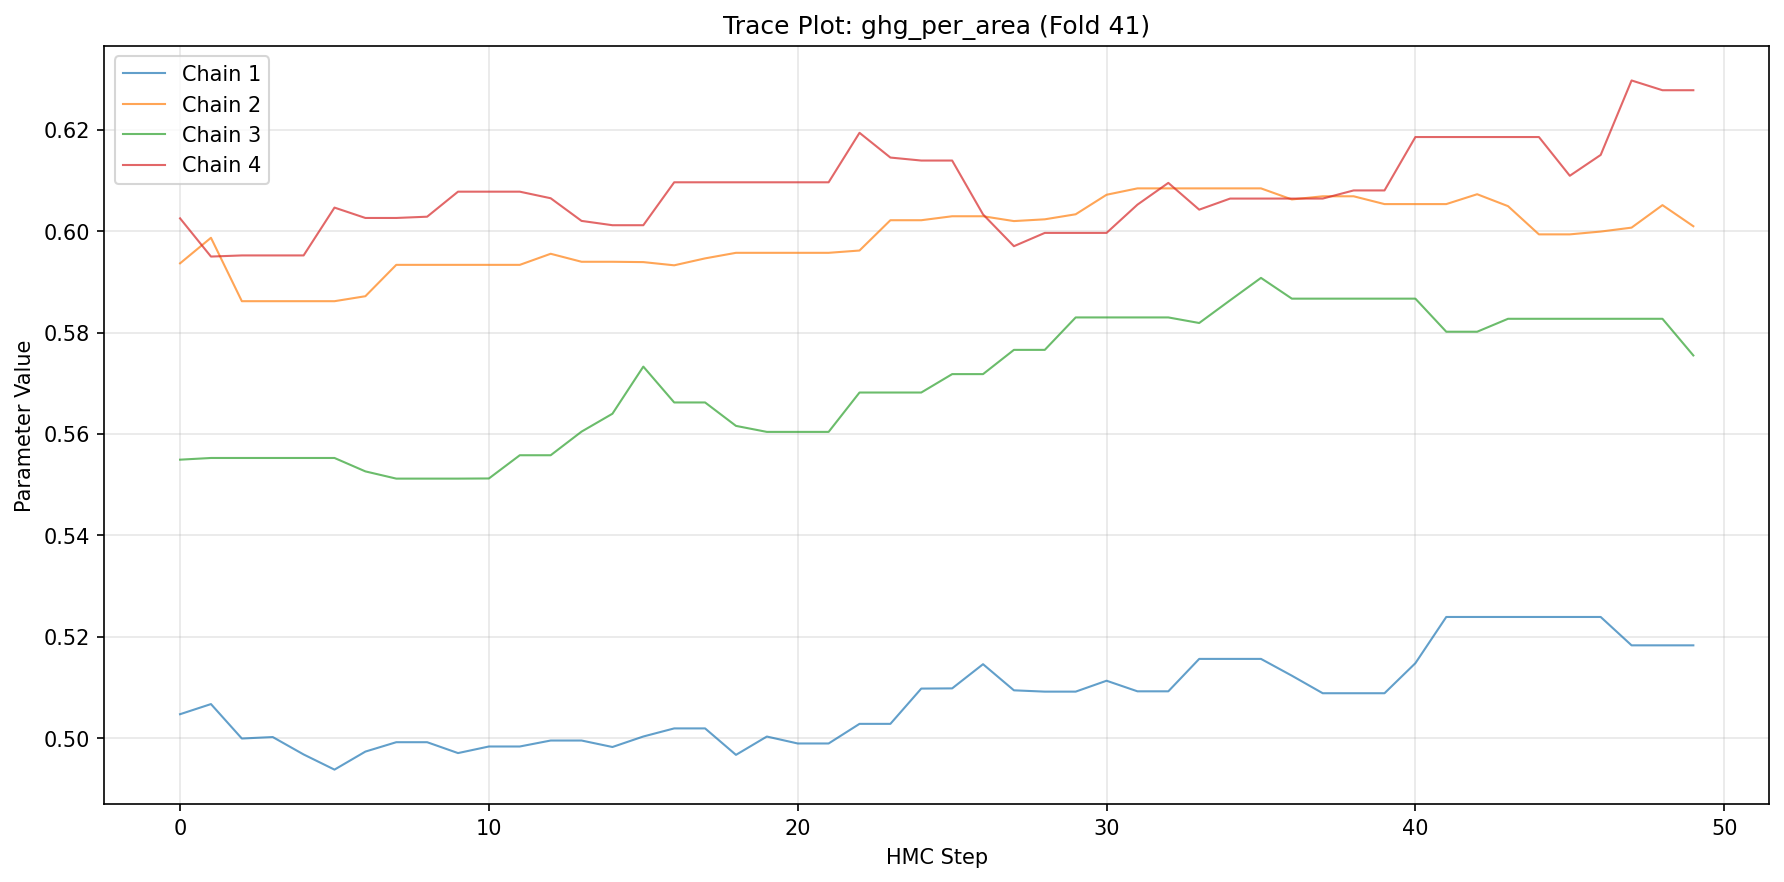 Trace Plot: ghg_per_area (Fold 41)
Chain 1
Chain 2
Chain 3
Chain 4
0.62
0.60
0.58
0.56
0.54
0.52
0.50
Parameter Value
0 10 20 30 40 50
HMC Step